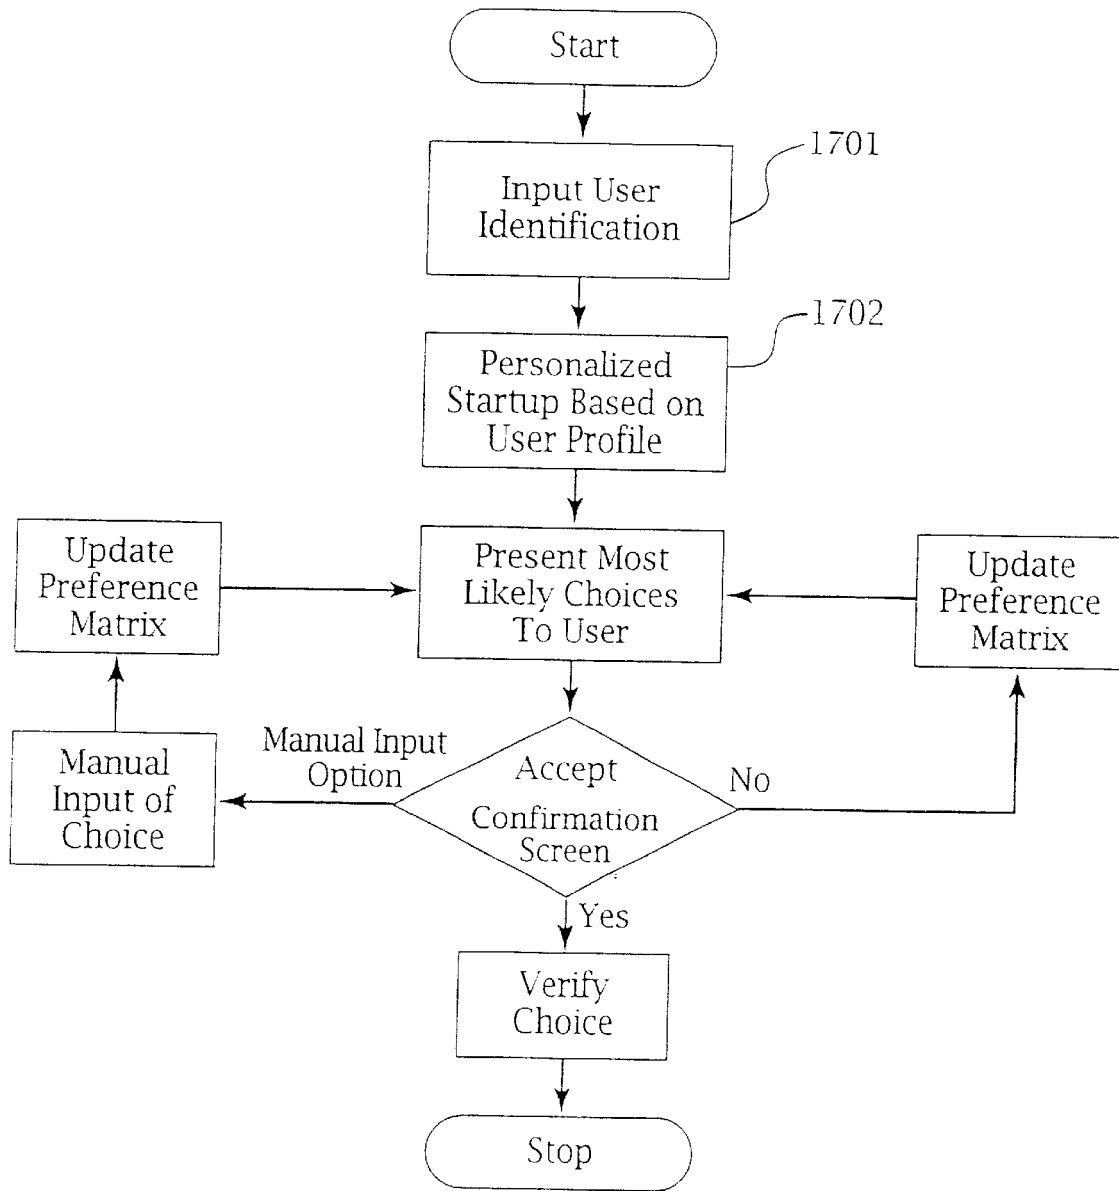 Start
1701
Input User
Identification
1702
Personalized
Startup Based on
User Profile
Update
Preference
Matrix
Present Most
Likely Choices
To User
Update
Preference
Matrix
Manual Input
Option
Manual
Input of
Choice
Accept
Confirmation
Screen
No
Yes
Verify
Choice
Stop